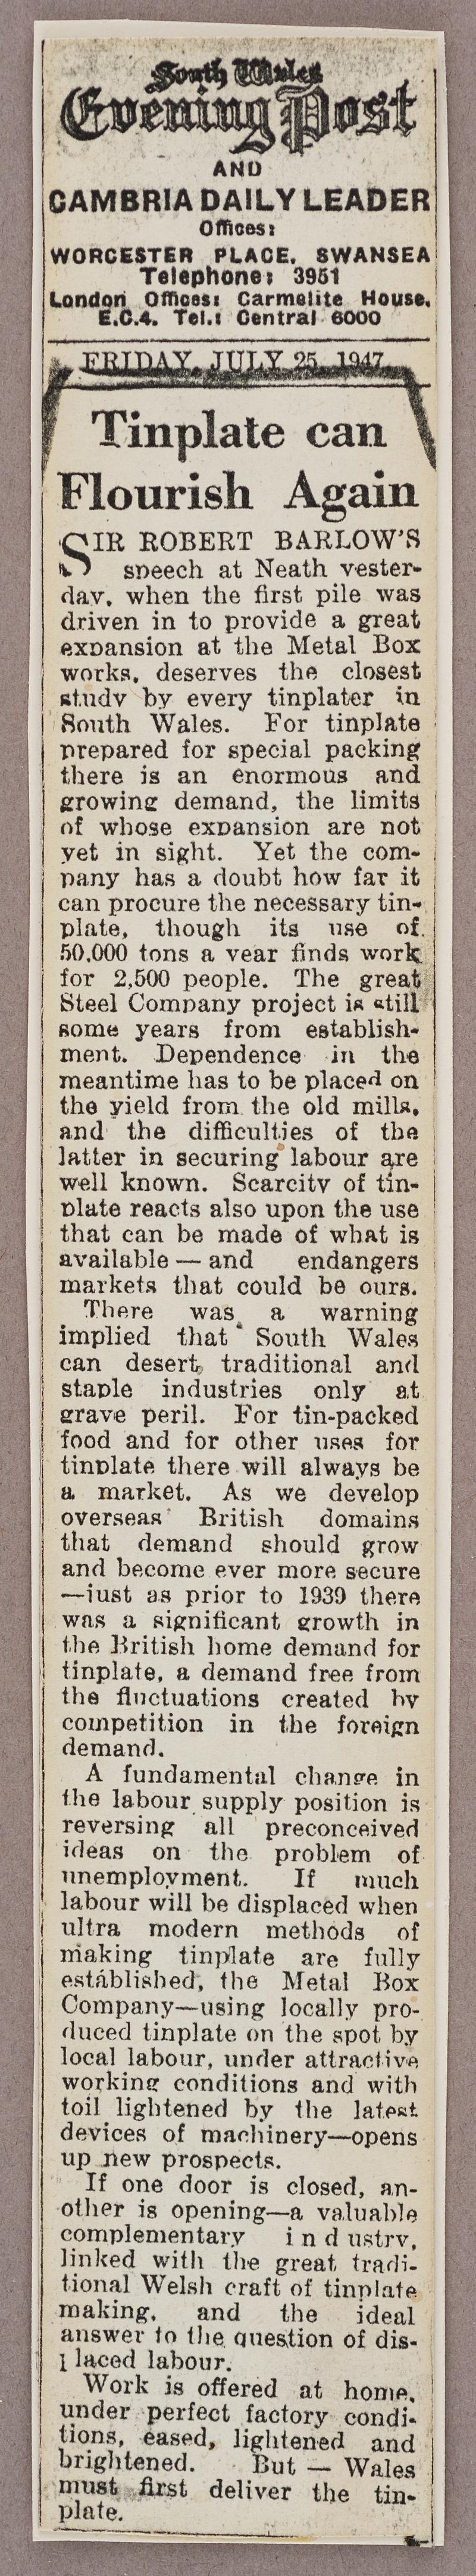 South Wales
Evening Post
AND
CAMBRIA DAILY LEADER
Offices:
WORCESTER PLACE, SWANSEA
Telephone: 3951
London Offices: Carmelite House,
E.C.4. Tel.: Central 6000
FRIDAY, JULY 25, 1947
Tinplate can
Flourish Again
SIR ROBERT BARLOW'S
speech at Neath yester-
day, when the first pile was
driven in to provide a great
expansion at the Metal Box
works, deserves the closest
study by every tinplater in
South Wales. For tinplate
prepared for special packing
there is an enormous and
growing demand, the limits
of whose expansion are not
yet in sight. Yet the com-
pany has a doubt how far it
can procure the necessary tin-
plate, though its use of
50,000 tons a year finds work
for 2,500 people. The great
Steel Company project is still
some years from establish-
ment. Dependence in the
meantime has to be placed on
the yield from the old mills,
and the difficulties of the
latter in securing labour are
well known. Scarcity of tin-
plate reacts also upon the use
that can be made of what is
available — and endangers
markets that could be ours.
There was a warning
implied that South Wales
can desert traditional and
staple industries only at
grave peril. For tin-packed
food and for other uses for
tinplate there will always be
a market. As we develop
overseas British domains
that demand should grow
and become ever more secure
—just as prior to 1939 there
was a significant growth in
the British home demand for
tinplate, a demand free from
the fluctuations created by
competition in the foreign
demand.
A fundamental change in
the labour supply position is
reversing all preconceived
ideas on the problem of
unemployment. If much
labour will be displaced when
ultra modern methods of
making tinplate are fully
established, the Metal Box
Company—using locally pro-
duced tinplate on the spot by
local labour, under attractive
working conditions and with
toil lightened by the latest
devices of machinery—opens
up new prospects.
If one door is closed, an-
other is opening—a valuable
complementary industry,
linked with the great tradi-
tional Welsh craft of tinplate
making, and the ideal
answer to the question of dis-
placed labour.
Work is offered at home,
under perfect factory condi-
tions, eased, lightened and
brightened. But — Wales
must first deliver the tin-
plate.